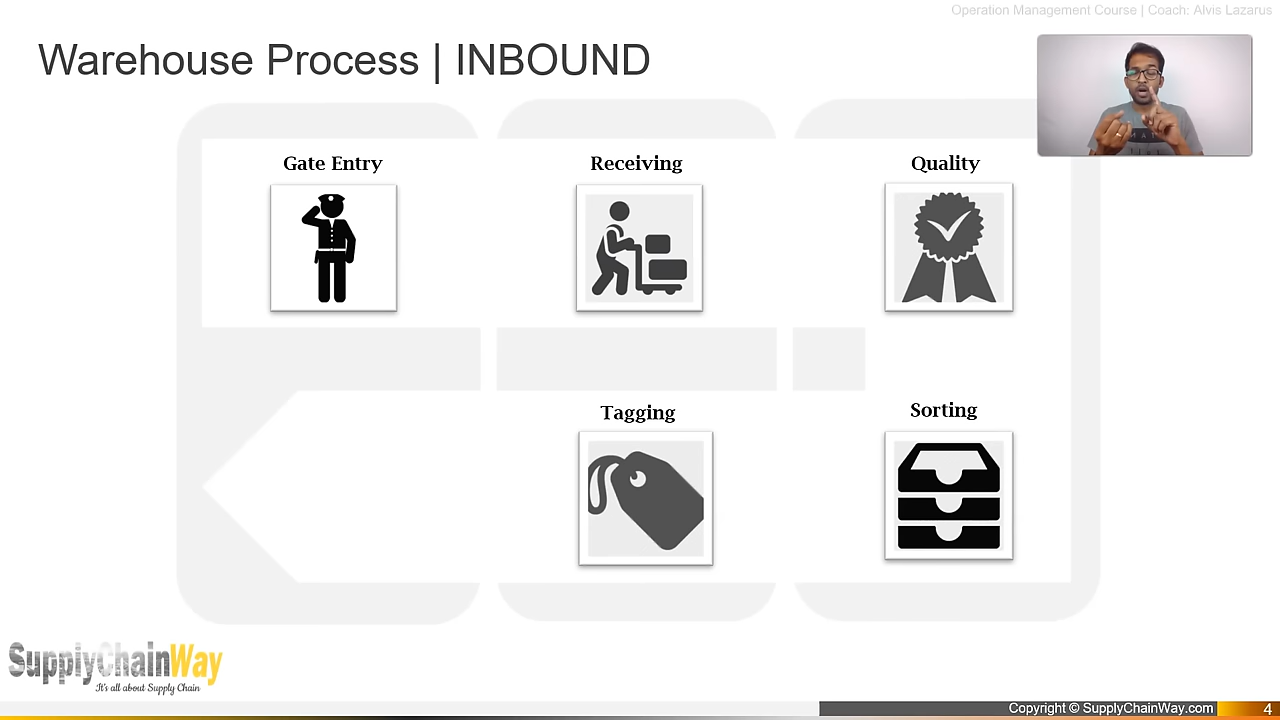 Operation Management Course | Coach: Alvis Lazarus
Warehouse Process | INBOUND
Gate Entry
Receiving
Quality
Tagging
Sorting
SupplyChainWay
It's all about Supply Chain
Copyright © SupplyChainWay.com
4